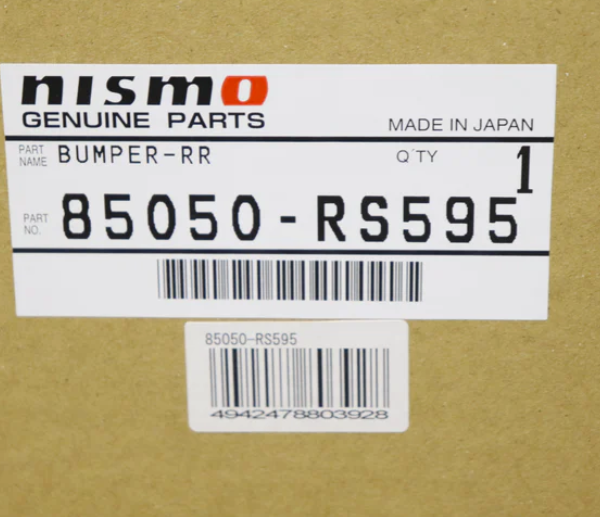 nismo
GENUINE PARTS
MADE IN JAPAN
PART NAME BUMPER-RR Q'TY 1
PART NO. 85050-RS595
85050-RS595
4942478803928